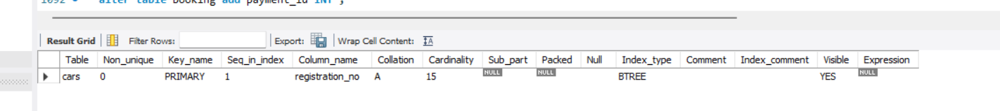 1092 alter table booking add payment_id INT ;
Result Grid Filter Rows: Export: Wrap Cell Content: IA
Table Non_unique Key_name Seq_in_index Column_name Collation Cardinality Sub_part Packed Null Index_type Comment Index_comment Visible Expression
cars 0 PRIMARY 1 registration_no A 15 NULL NULL BTREE YES NULL